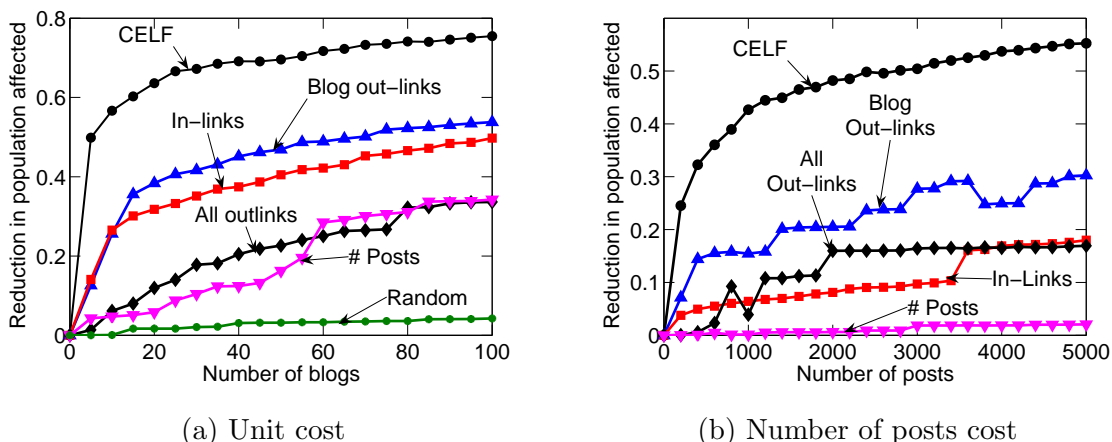 Reduction in population affected
0.8
0.6
0.4
0.2
0
CELF
Blog out−links
In−links
All outlinks
# Posts
Random
0 20 40 60 80 100
Number of blogs
(a) Unit cost
Reduction in population affected
0.5
0.4
0.3
0.2
0.1
0
CELF
Blog
Out−links
All
Out−links
In−Links
# Posts
0 1000 2000 3000 4000 5000
Number of posts
(b) Number of posts cost